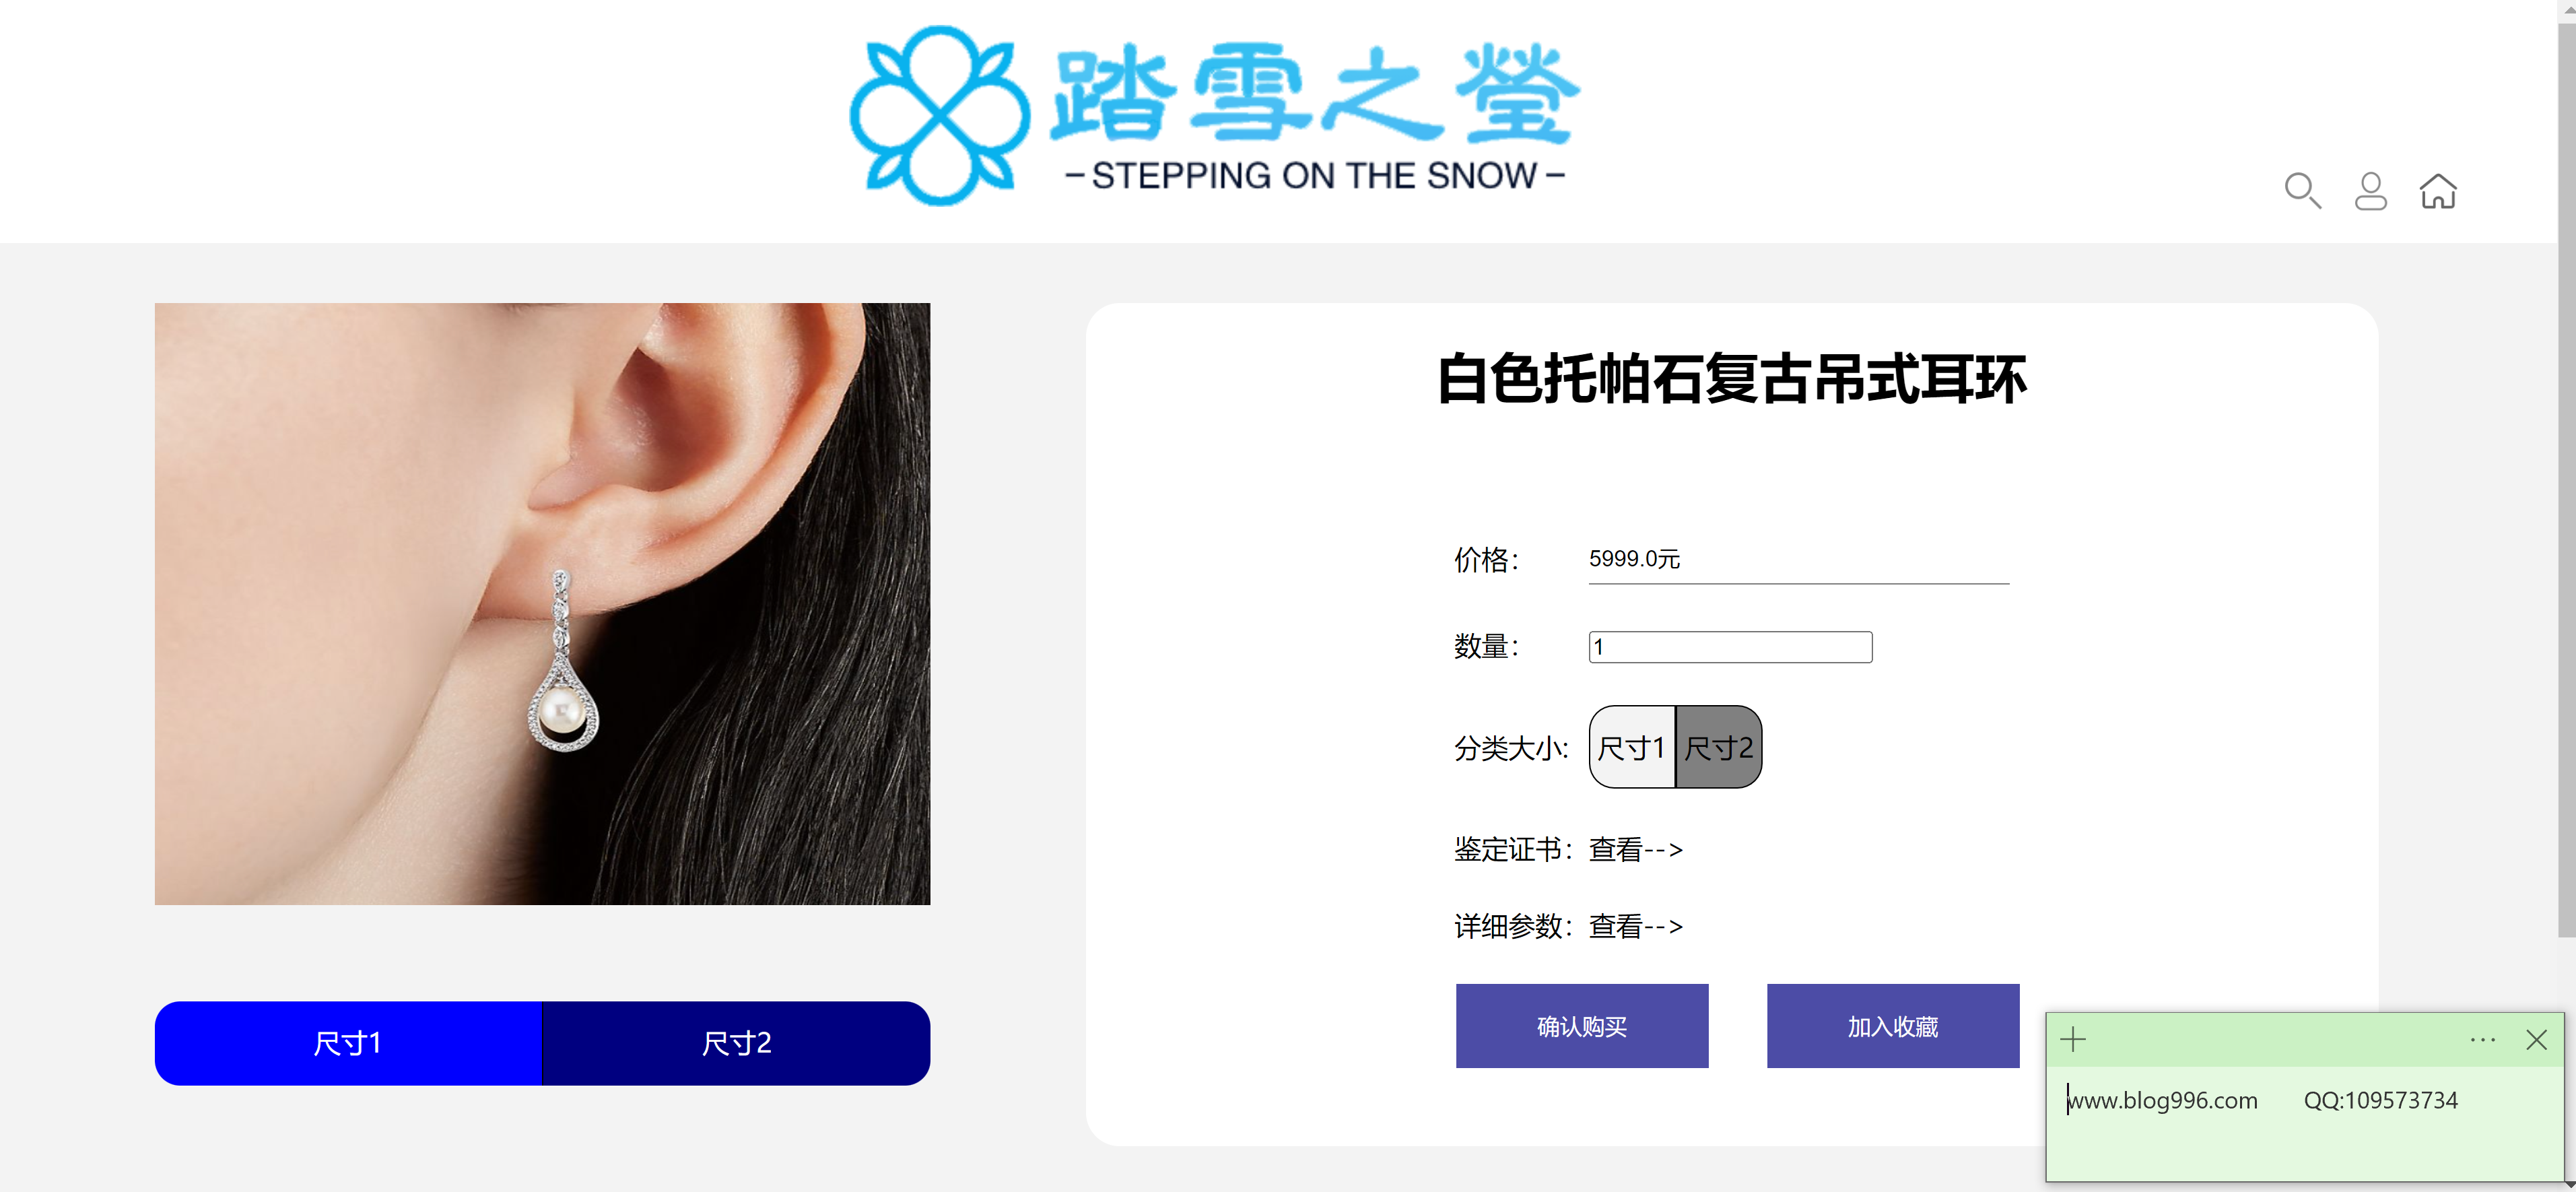 踏雪之瑩
-STEPPING ON THE SNOW-
白色托帕石复古吊式耳环
价格： 5999.0元
数量： 1
分类大小: 尺寸1 尺寸2
鉴定证书：查看-->
详细参数：查看-->
确认购买 加入收藏
尺寸1 尺寸2
www.blog996.com QQ:109573734